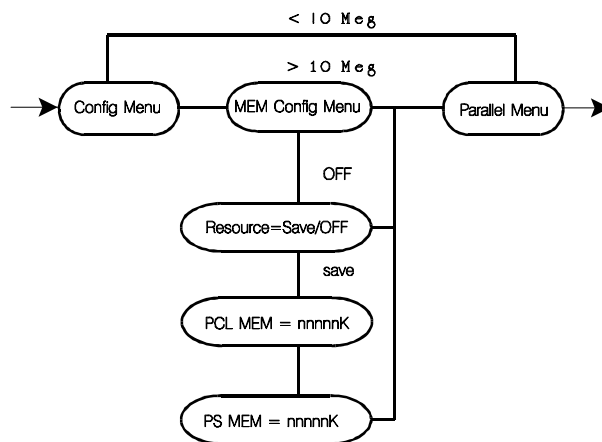 < 10 Meg
> 10 Meg
Config Menu
MEM Config Menu
Parallel Menu
OFF
Resource=Save/OFF
save
PCL MEM = nnnnnK
PS MEM = nnnnnK